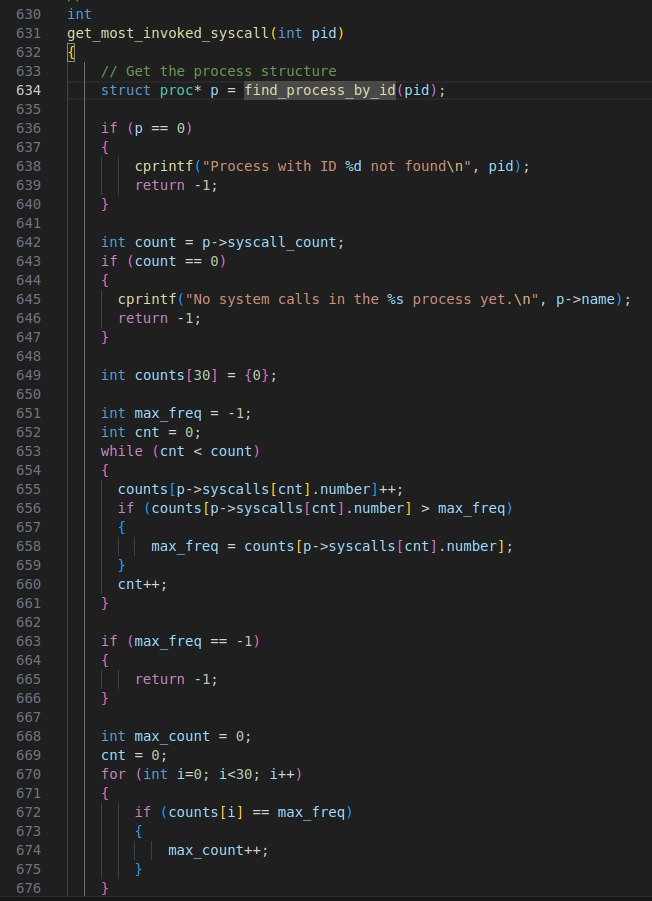 630 int
631 get_most_invoked_syscall(int pid)
632 {
633     // Get the process structure
634     struct proc* p = find_process_by_id(pid);
635
636     if (p == 0)
637     {
638         cprintf("Process with ID %d not found\n", pid);
639         return -1;
640     }
641
642     int count = p->syscall_count;
643     if (count == 0)
644     {
645       cprintf("No system calls in the %s process yet.\n", p->name);
646       return -1;
647     }
648
649     int counts[30] = {0};
650
651     int max_freq = -1;
652     int cnt = 0;
653     while (cnt < count)
654     {
655       counts[p->syscalls[cnt].number]++;
656       if (counts[p->syscalls[cnt].number] > max_freq)
657       {
658           max_freq = counts[p->syscalls[cnt].number];
659       }
660       cnt++;
661     }
662
663     if (max_freq == -1)
664     {
665         return -1;
666     }
667
668     int max_count = 0;
669     cnt = 0;
670     for (int i=0; i<30; i++)
671     {
672         if (counts[i] == max_freq)
673         {
674             max_count++;
675         }
676     }